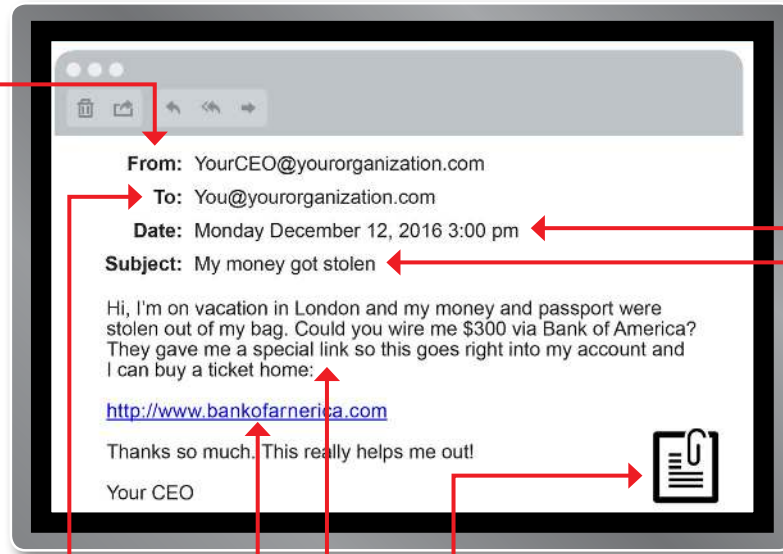 From: YourCEO@yourorganization.com
To: You@yourorganization.com
Date: Monday December 12, 2016 3:00 pm
Subject: My money got stolen
Hi, I'm on vacation in London and my money and passport were
stolen out of my bag. Could you wire me $300 via Bank of America?
They gave me a special link so this goes right into my account and
I can buy a ticket home:
http://www.bankofarnerica.com
Thanks so much. This really helps me out!
Your CEO